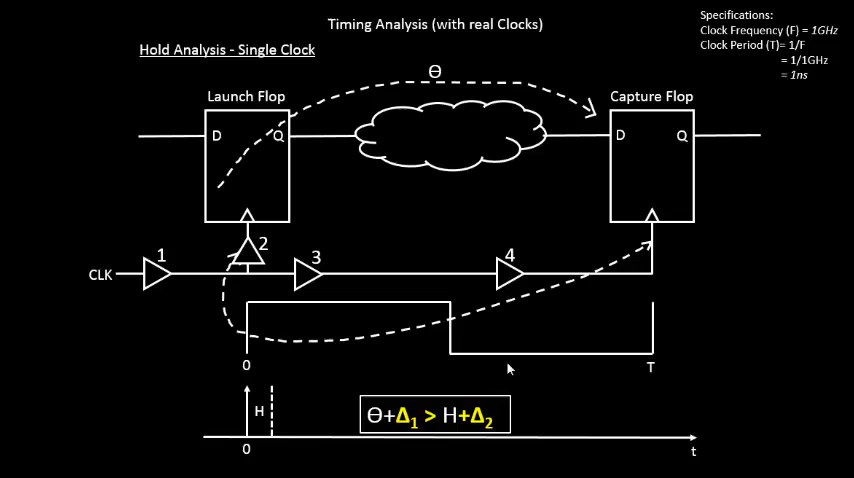 Timing Analysis (with real Clocks)
Specifications:
Clock Frequency (F) = 1GHz
Clock Period (T)= 1/F
= 1/1GHz
= 1ns
Hold Analysis - Single Clock
Ө
Launch Flop
Capture Flop
D
Q
D
Q
1
2
3
4
CLK
0
T
H
Ө+Δ1 > H+Δ2
0
t